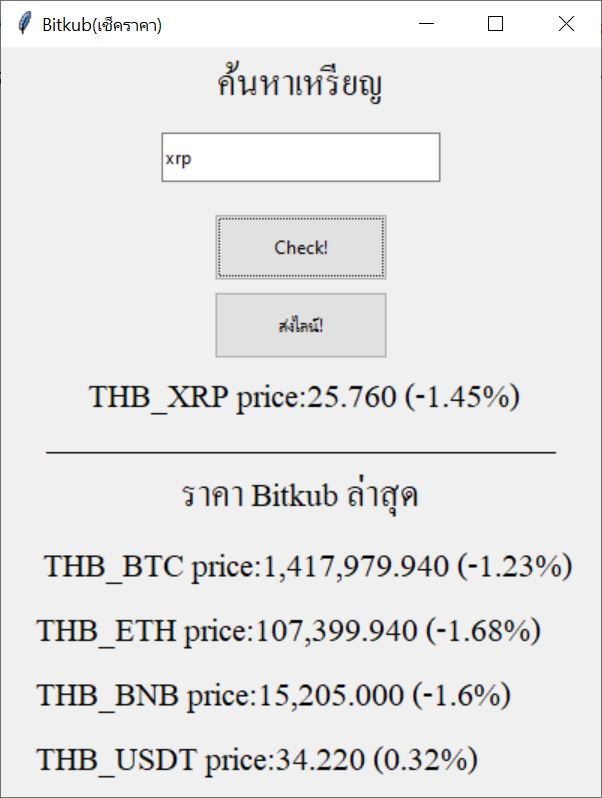 Bitkub(เช็คราคา)
ค้นหาเหรียญ
xrp
Check!
ส่งไลน์!
THB_XRP price:25.760 (-1.45%)
ราคา Bitkub ล่าสุด
THB_BTC price:1,417,979.940 (-1.23%)
THB_ETH price:107,399.940 (-1.68%)
THB_BNB price:15,205.000 (-1.6%)
THB_USDT price:34.220 (0.32%)